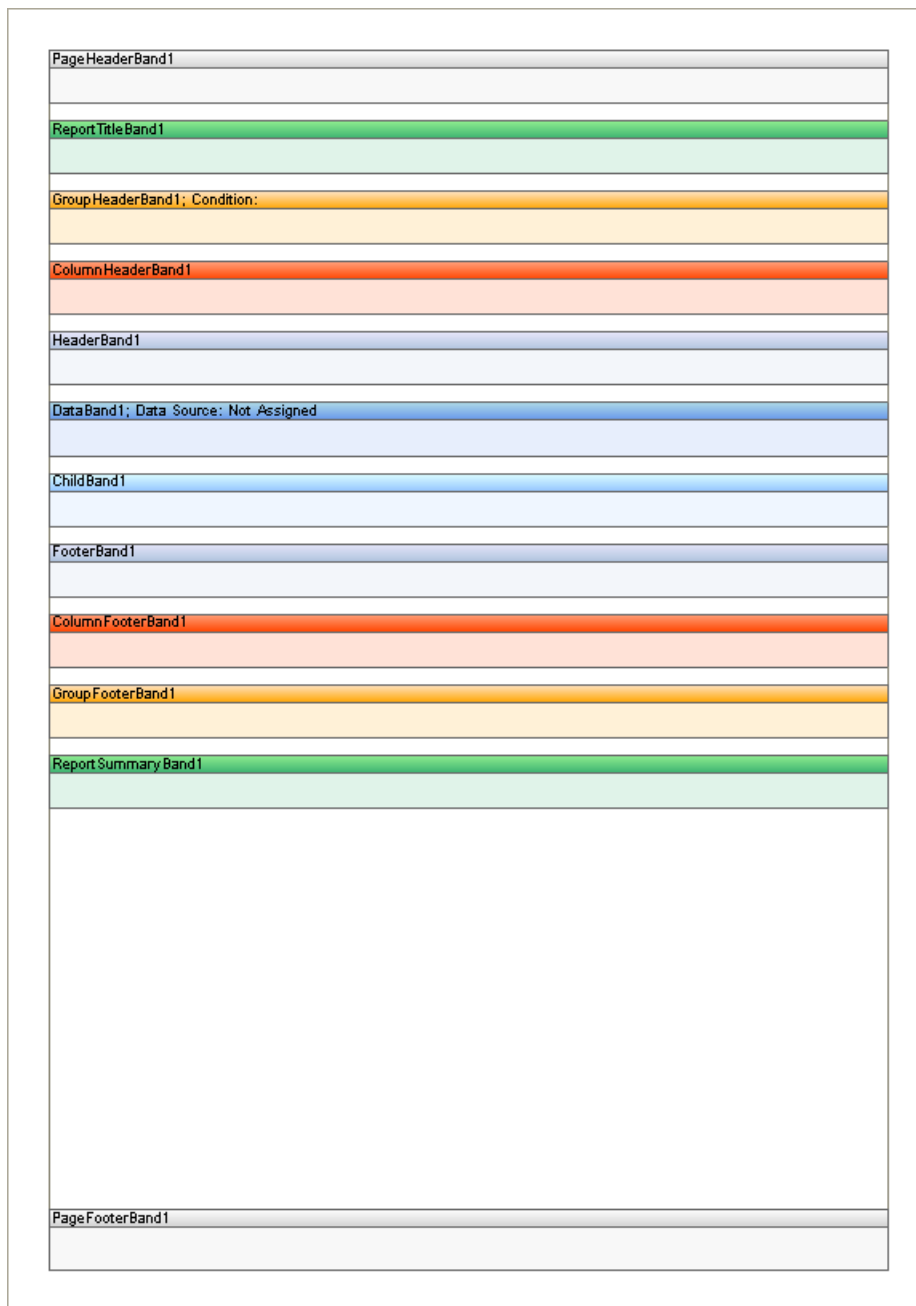 PageHeaderBand1
ReportTitleBand1
GroupHeaderBand1; Condition:
ColumnHeaderBand1
HeaderBand1
DataBand1; Data Source: Not Assigned
ChildBand1
FooterBand1
ColumnFooterBand1
GroupFooterBand1
ReportSummaryBand1
PageFooterBand1